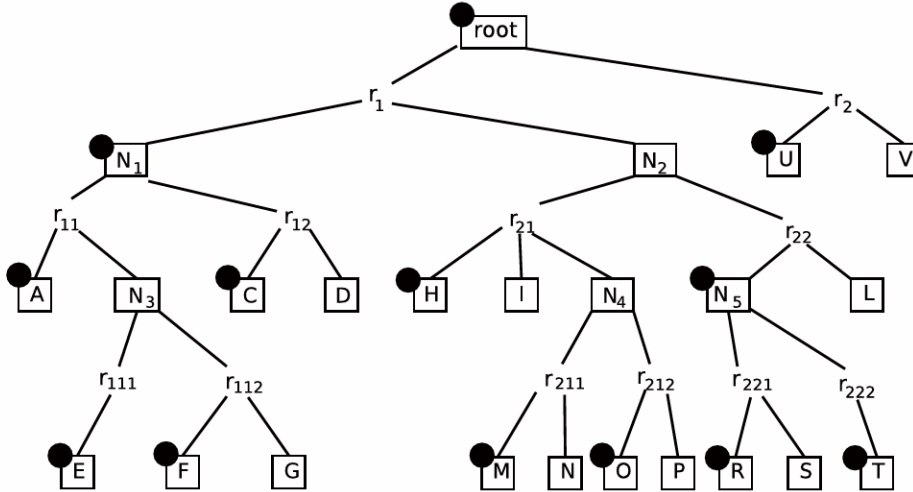 root
r1 r2
N1 N2 U V
r11 r12 r21 r22
A N3 C D H I N4 N5 L
r111 r112 r211 r212 r221 r222
E F G M N O P R S T